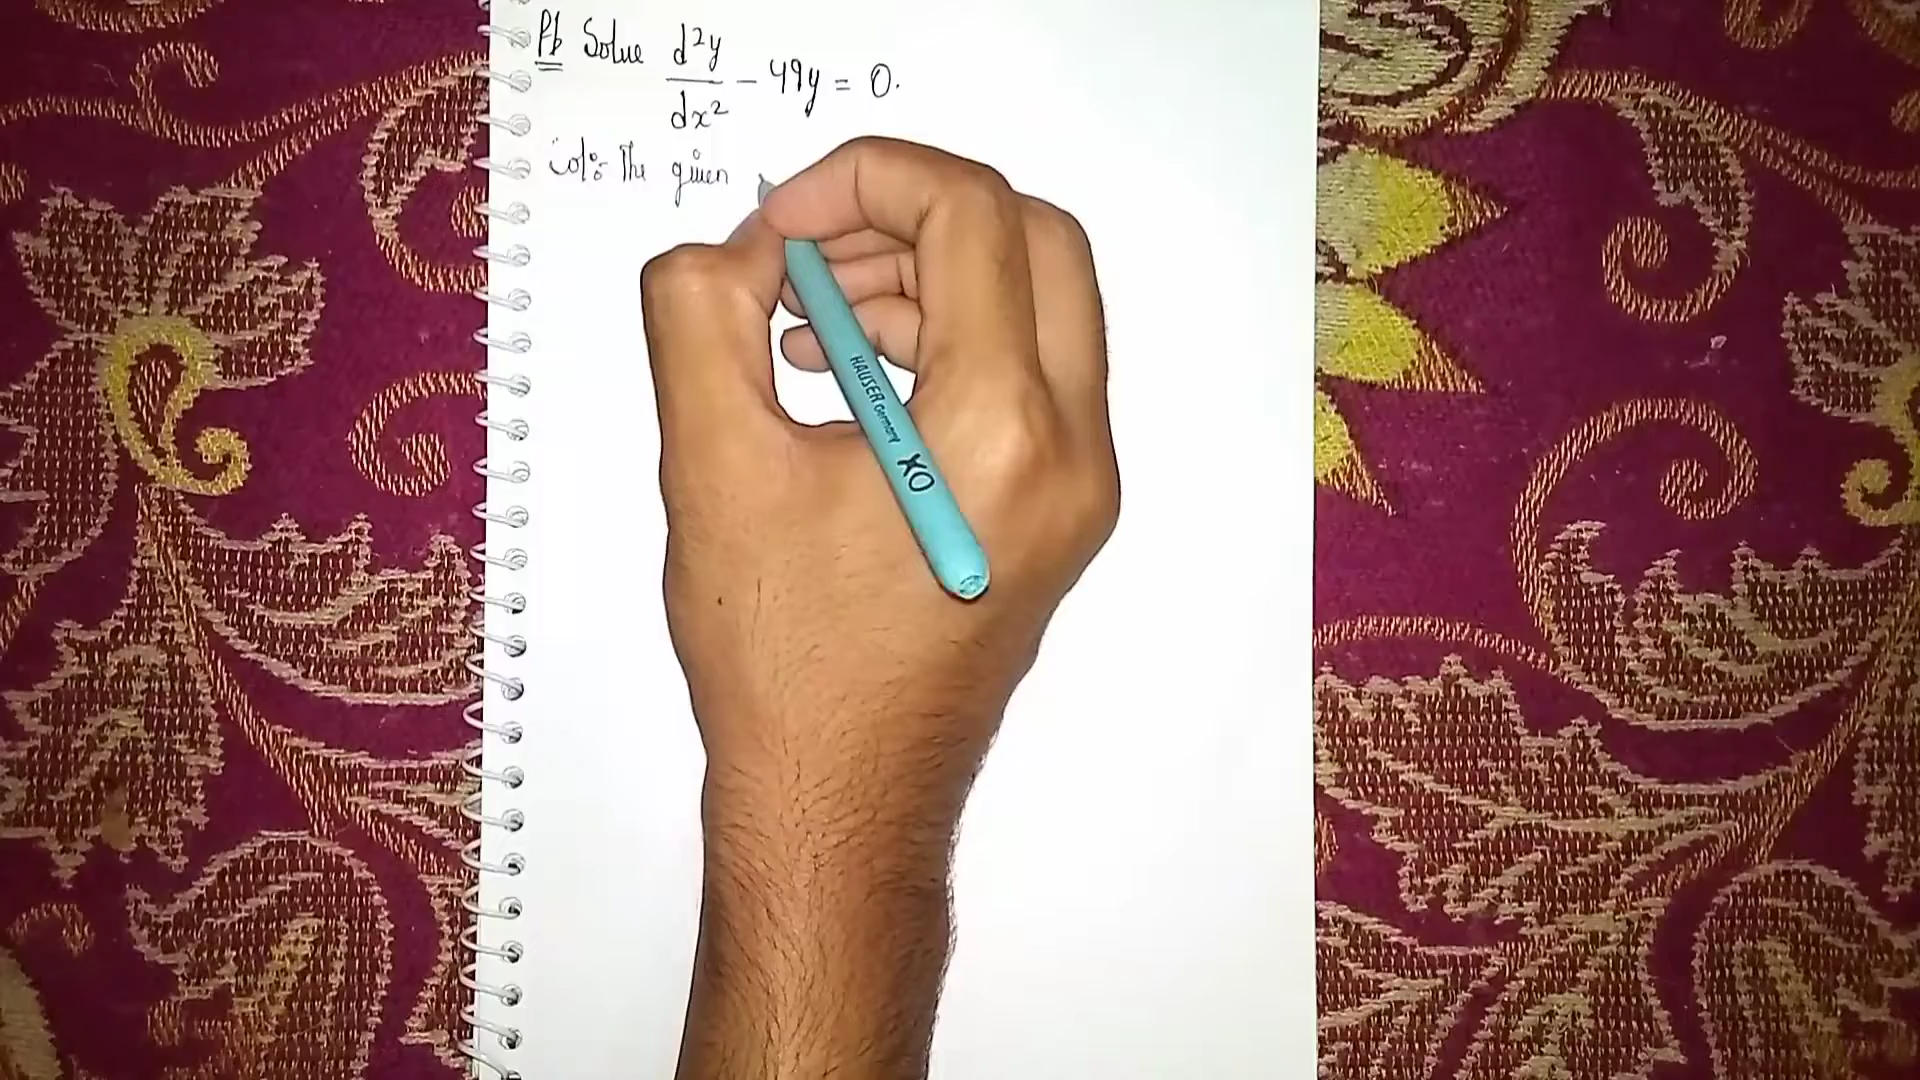 Pb Solve d²y/dx² - 49y = 0.
Sol:- The given
HAUSER Germany XO